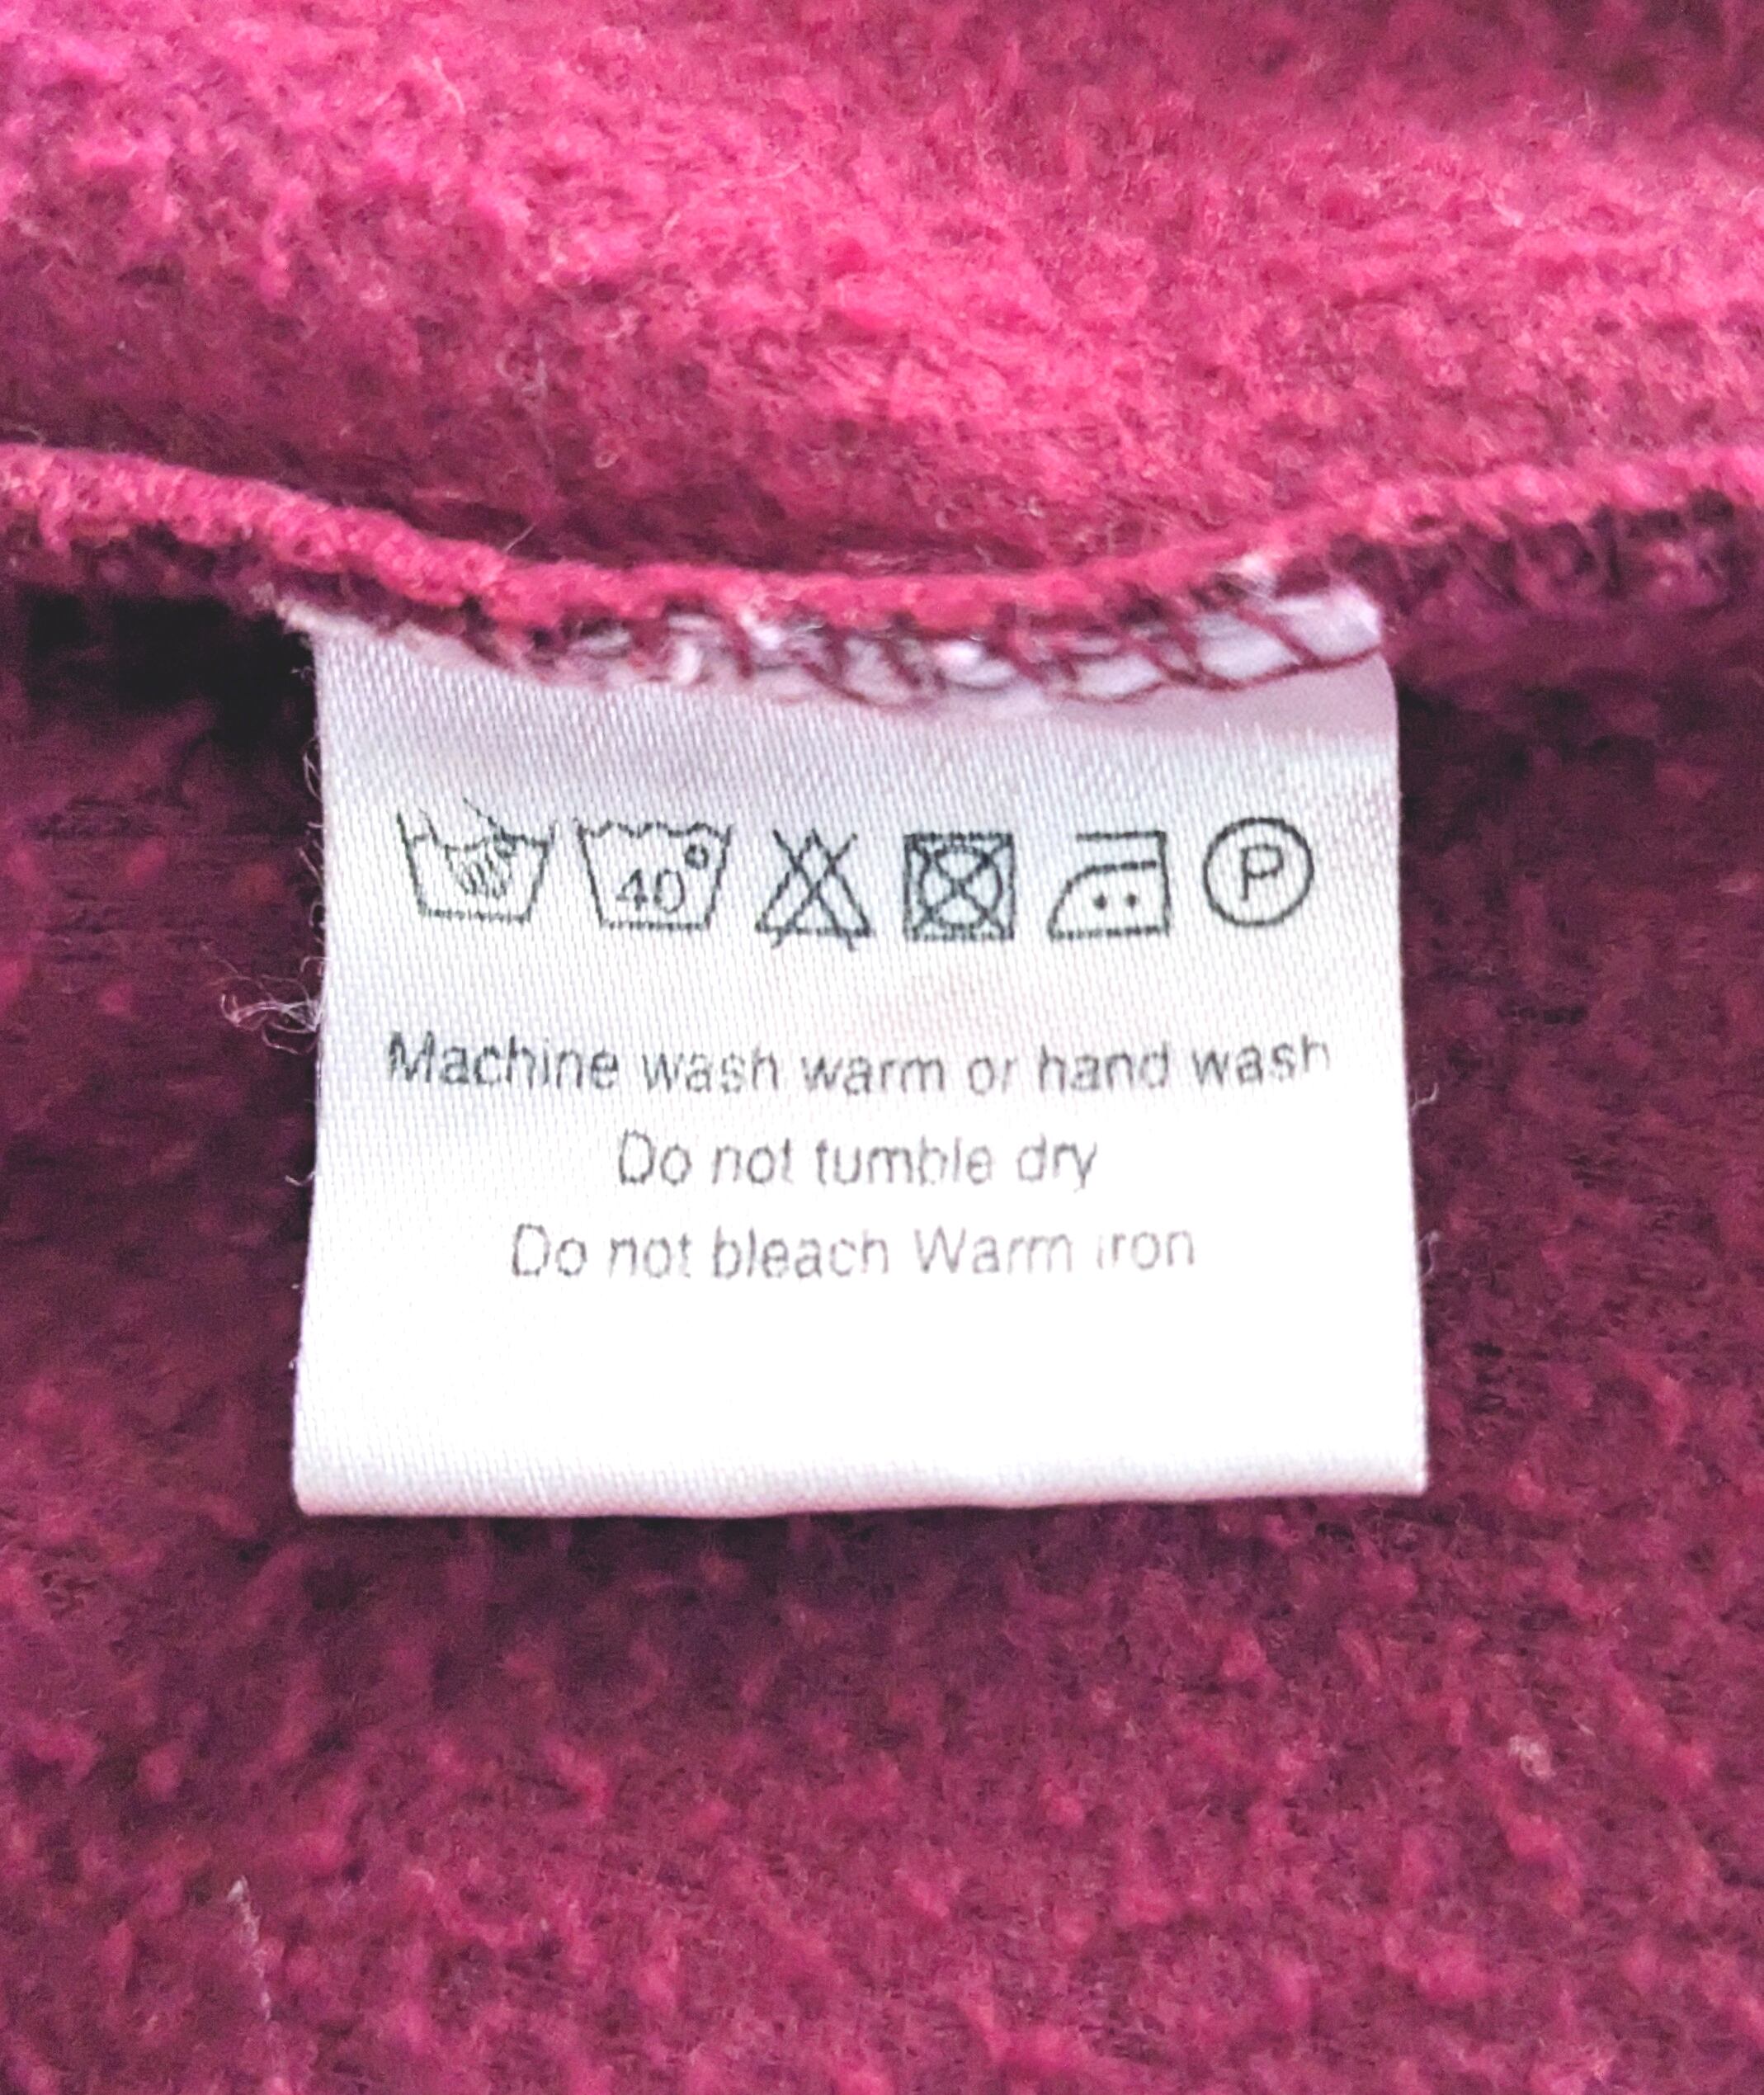 40°
P
Machine wash warm or hand wash
Do not tumble dry
Do not bleach Warm iron